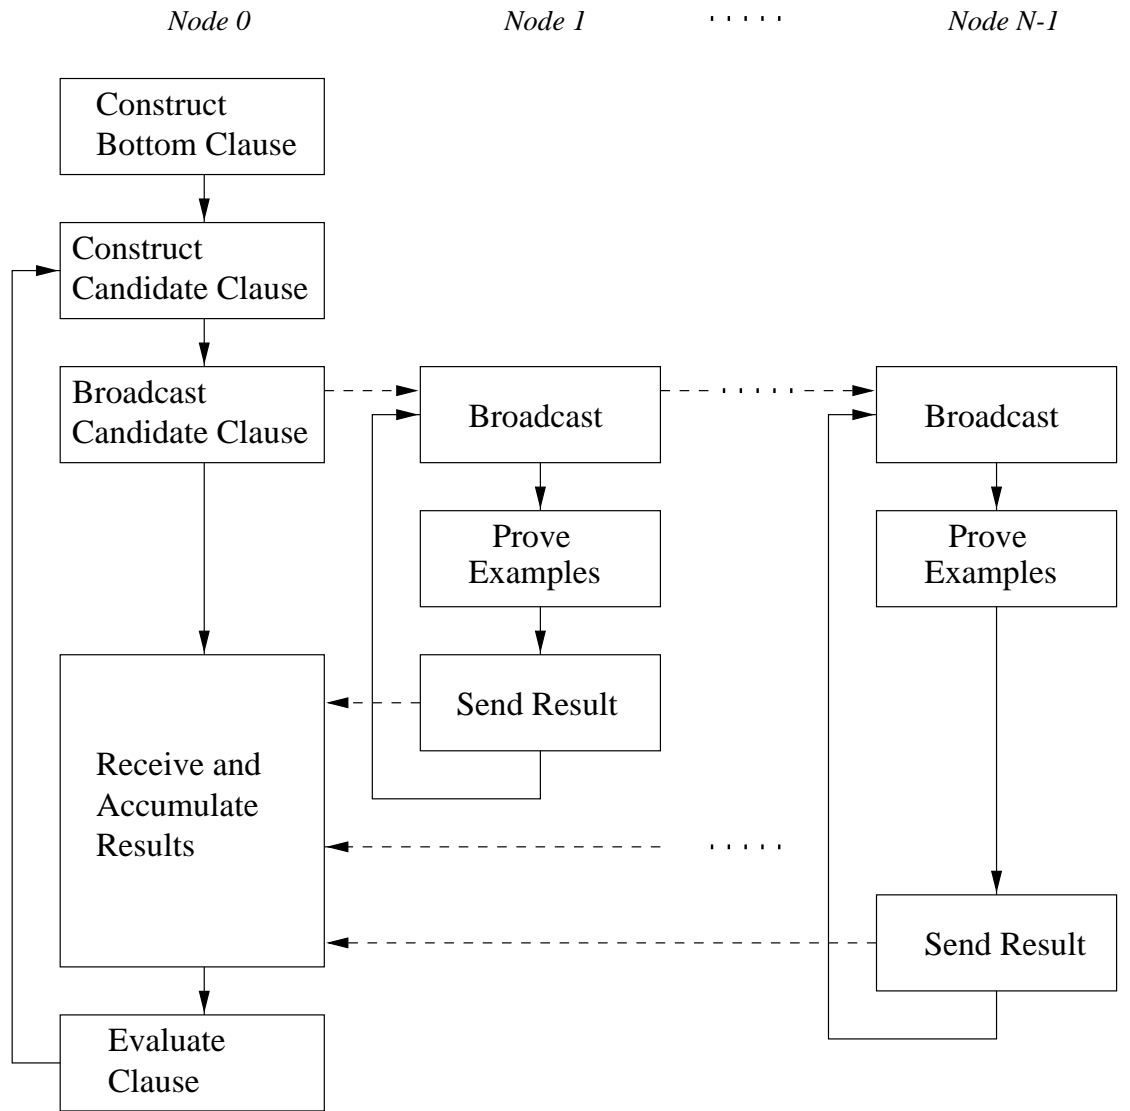 Node 0
Node 1
.....
Node N-1
Construct
Bottom Clause
Construct
Candidate Clause
Broadcast
Candidate Clause
Broadcast
.....
Broadcast
Prove
Examples
Prove
Examples
Send Result
Receive and
Accumulate
Results
.....
Send Result
Evaluate
Clause